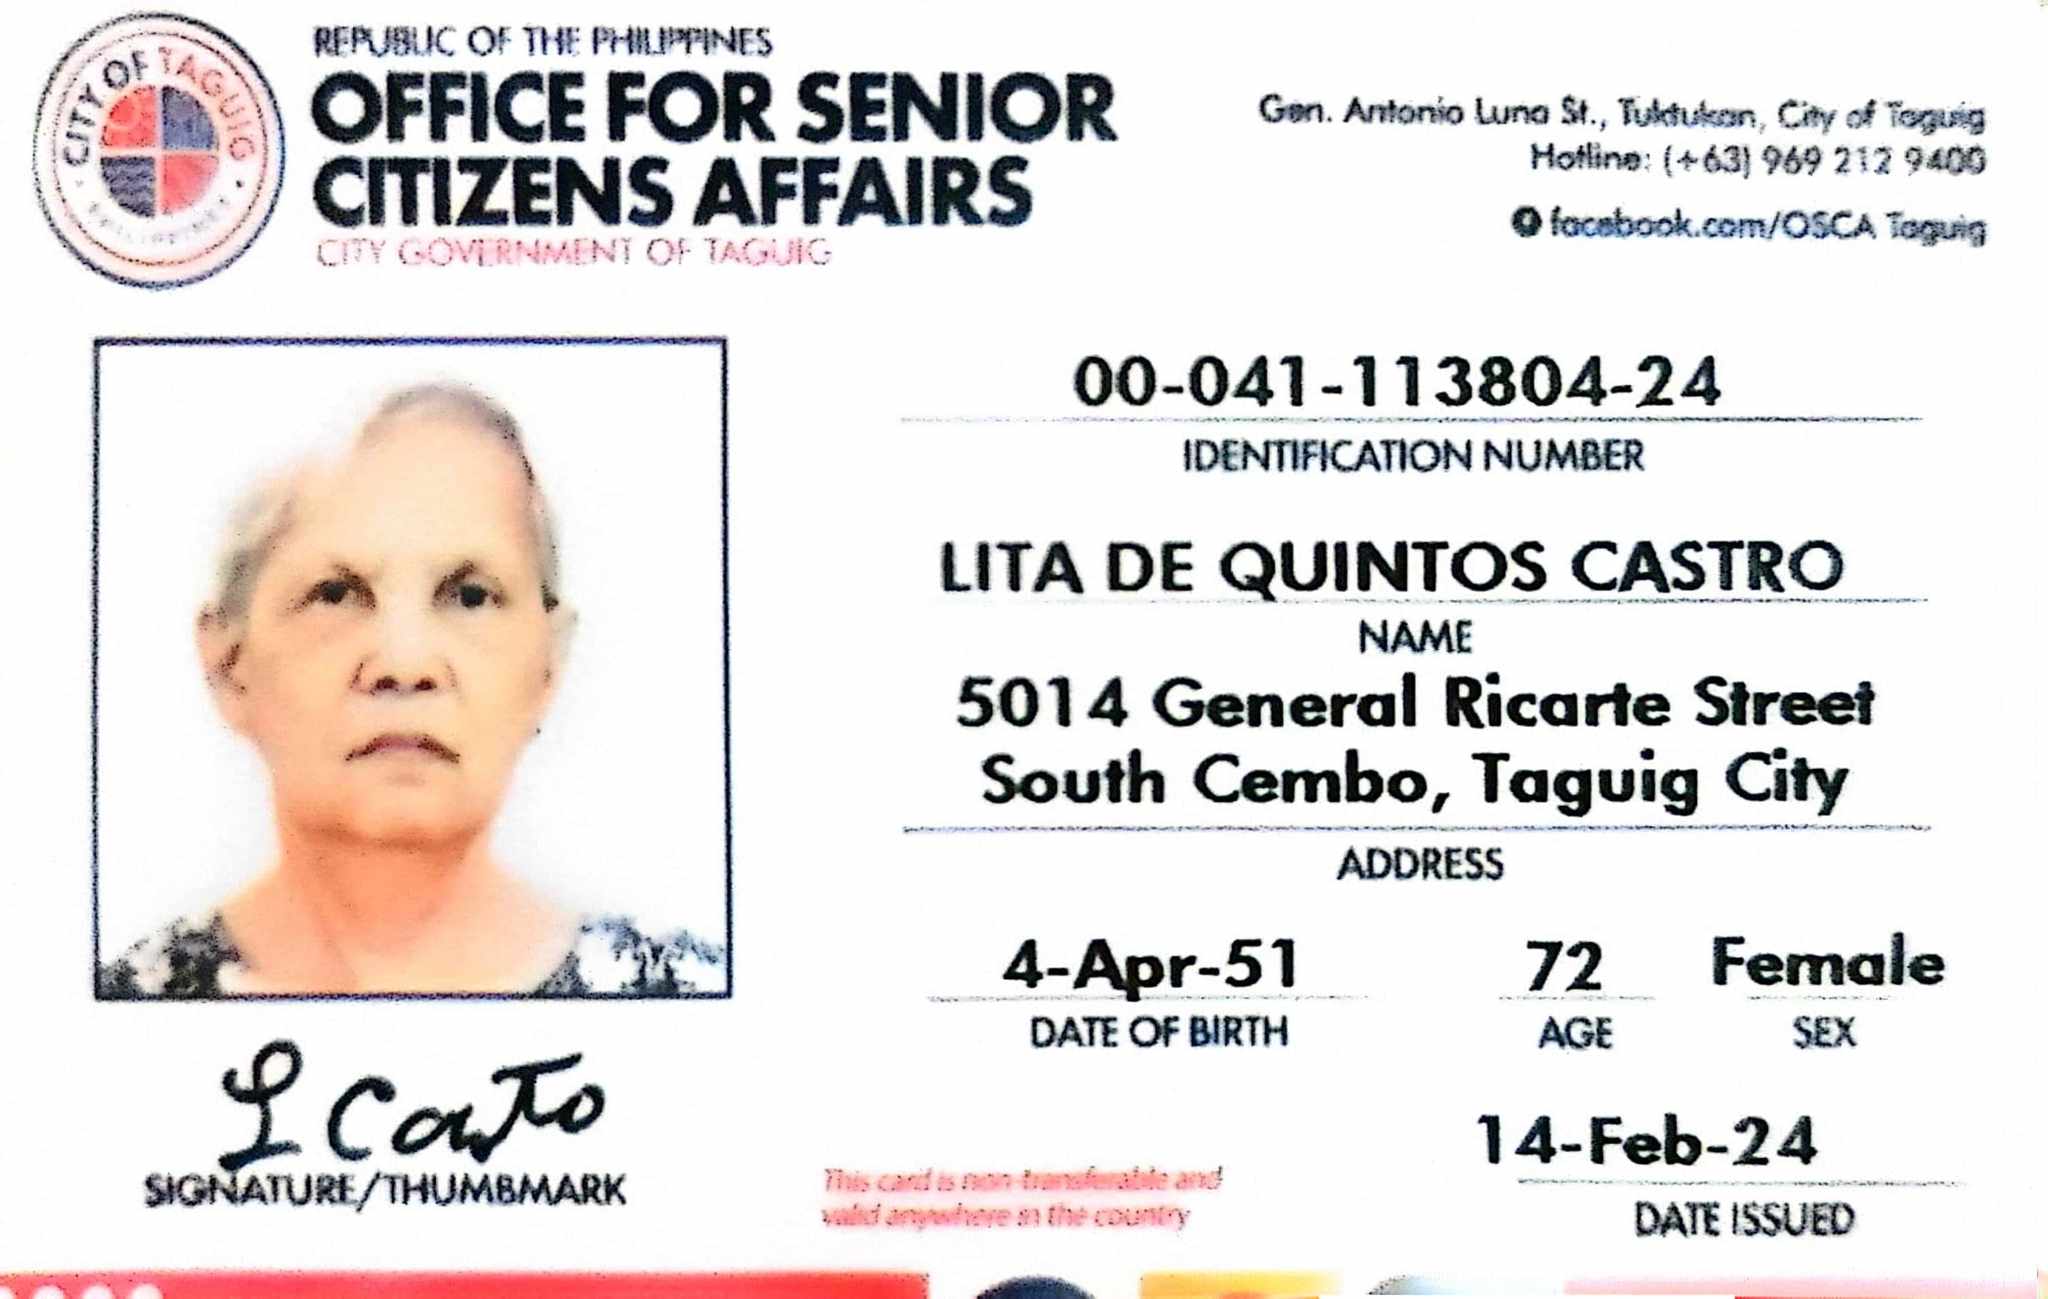 CITY OF TAGUIG
REPUBLIC OF THE PHILIPPINES
OFFICE FOR SENIOR
CITIZENS AFFAIRS
CITY GOVERNMENT OF TAGUIG
Gen. Antonio Luna St., Tuktukan, City of Taguig
Hotline: (+63) 969 212 9400
facebook.com/OSCA Taguig
00-041-113804-24
IDENTIFICATION NUMBER
LITA DE QUINTOS CASTRO
NAME
5014 General Ricarte Street
South Cembo, Taguig City
ADDRESS
4-Apr-51 72 Female
DATE OF BIRTH AGE SEX
L Castro
SIGNATURE/THUMBMARK
This card is non-transferable and
valid anywhere in the country
14-Feb-24
DATE ISSUED